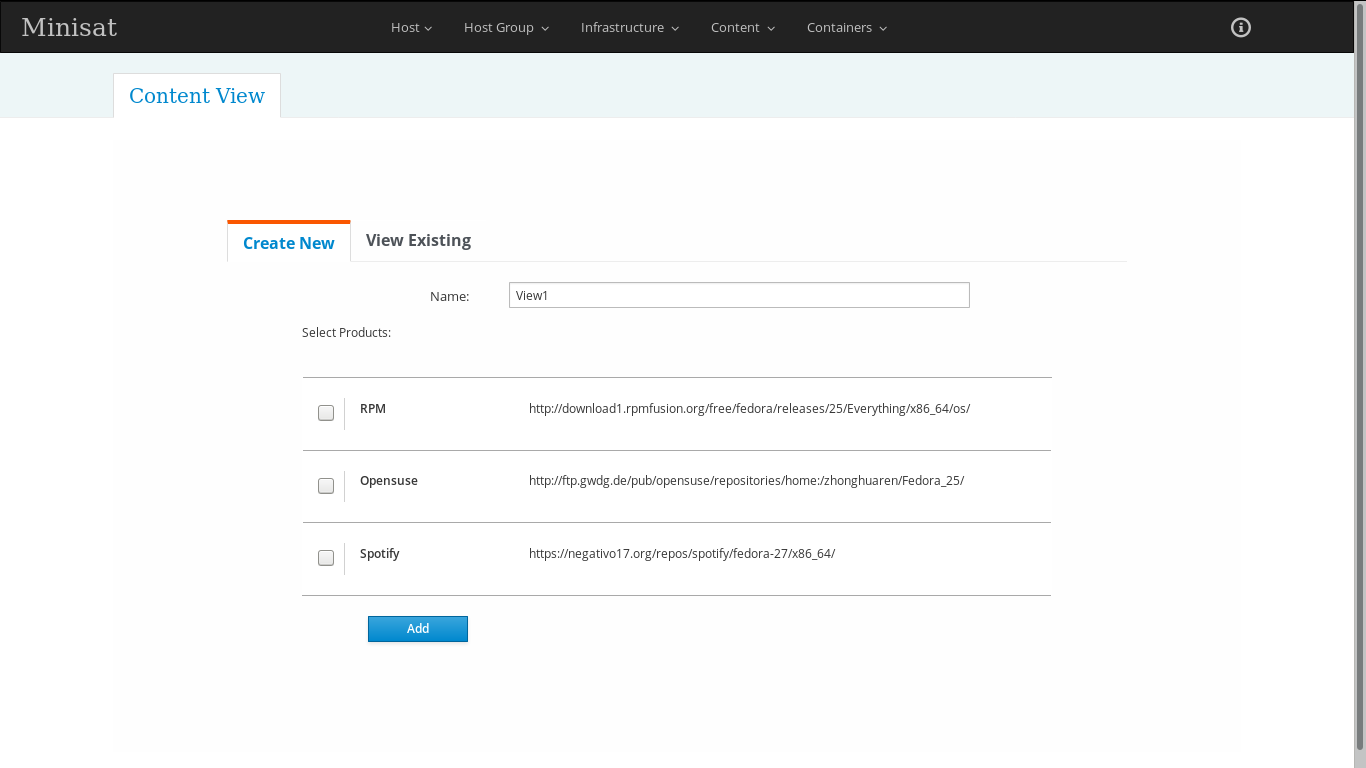 Minisat Host Host Group Infrastructure Content Containers
Content View
Create New View Existing
Name: View1
Select Products:
RPM http://download1.rpmfusion.org/free/fedora/releases/25/Everything/x86_64/os/
Opensuse http://ftp.gwdg.de/pub/opensuse/repositories/home:/zhonghuaren/Fedora_25/
Spotify https://negativo17.org/repos/spotify/fedora-27/x86_64/
Add